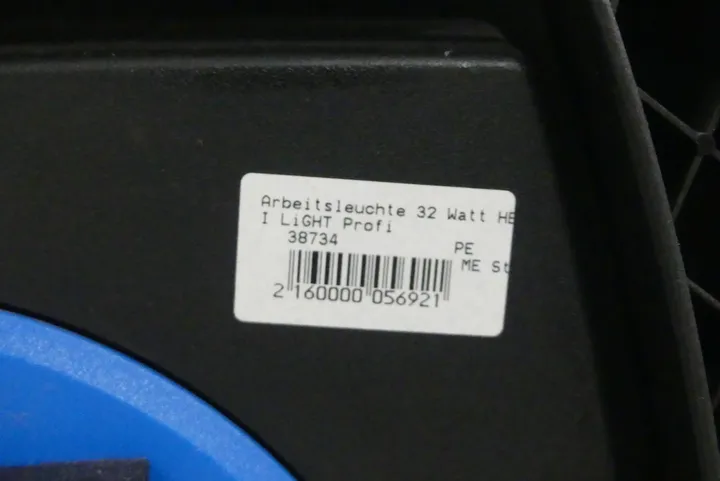 Arbeitsleuchte 32 Watt HE
I LiGHT Profi
38734
PE
ME St
2 160000 056921